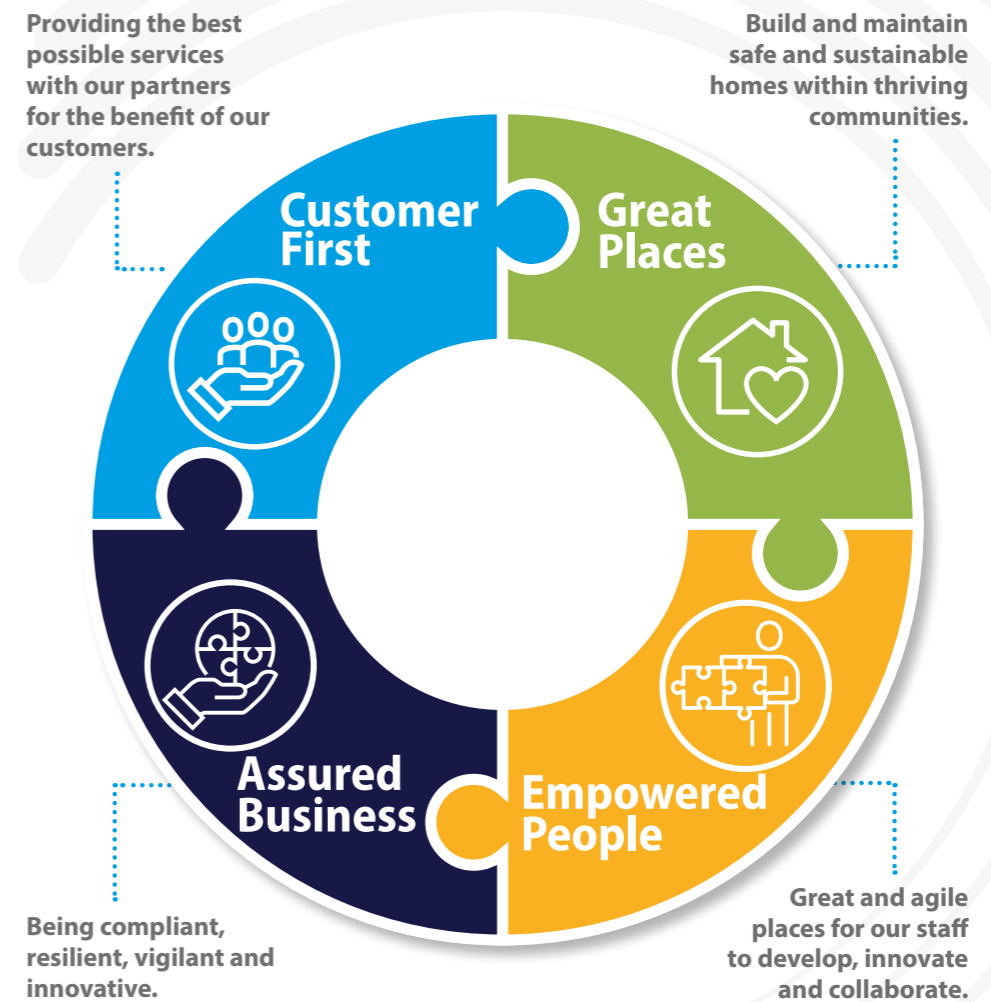 Providing the best
possible services
with our partners
for the benefit of our
customers.
Build and maintain
safe and sustainable
homes within thriving
communities.
Customer
First
Great
Places
Assured
Business
Empowered
People
Being compliant,
resilient, vigilant and
innovative.
Great and agile
places for our staff
to develop, innovate
and collaborate.